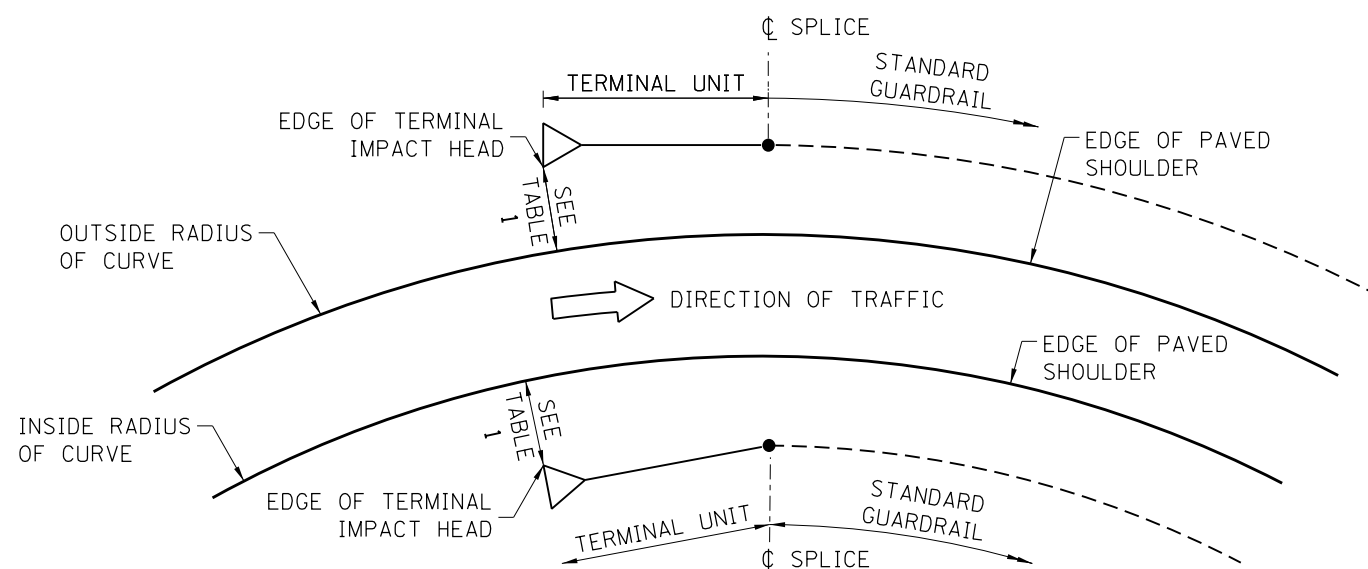 ℄ SPLICE
TERMINAL UNIT
STANDARD
GUARDRAIL
EDGE OF TERMINAL
IMPACT HEAD
EDGE OF PAVED
SHOULDER
SEE
TABLE
1
OUTSIDE RADIUS
OF CURVE
DIRECTION OF TRAFFIC
EDGE OF PAVED
SHOULDER
SEE
TABLE
1
INSIDE RADIUS
OF CURVE
EDGE OF TERMINAL
IMPACT HEAD
TERMINAL UNIT
STANDARD
GUARDRAIL
℄ SPLICE